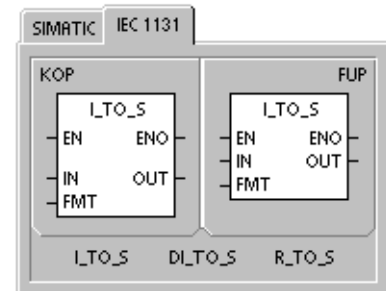 SIMATIC IEC 1131
KOP FUP
I_TO_S I_TO_S
EN ENO EN ENO
IN OUT
IN OUT FMT
FMT
I_TO_S DI_TO_S R_TO_S